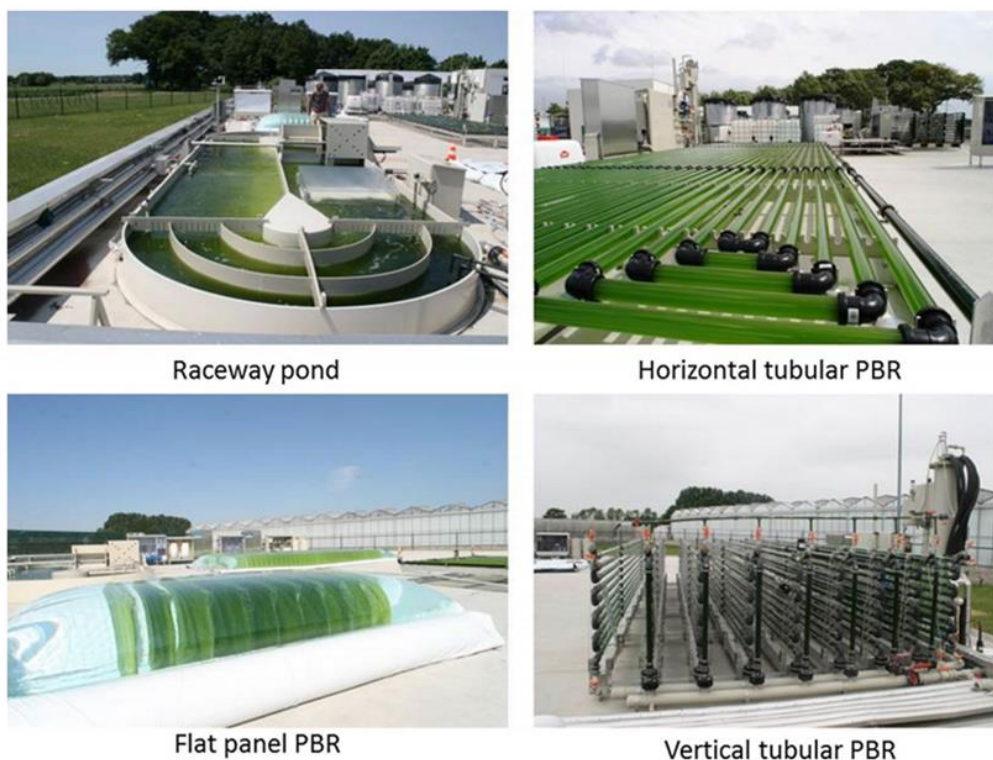 Raceway pond
Horizontal tubular PBR
Flat panel PBR
Vertical tubular PBR